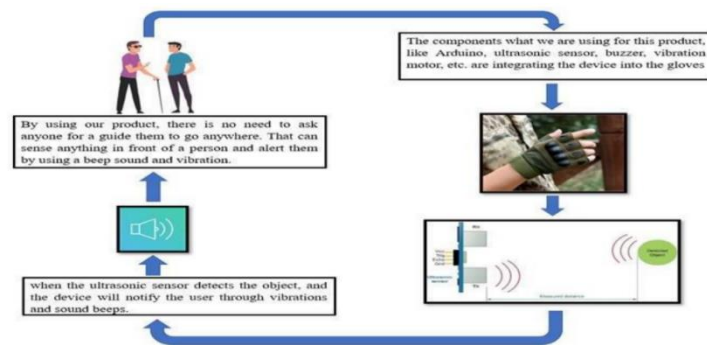 The components what we are using for this product,
like Arduino, ultrasonic sensor, buzzer, vibration
motor, etc. are integrating the device into the gloves
By using our product, there is no need to ask
anyone for a guide them to go anywhere. That can
sense anything in front of a person and alert them
by using a beep sound and vibration.
when the ultrasonic sensor detects the object, and
the device will notify the user through vibrations
and sound beeps.